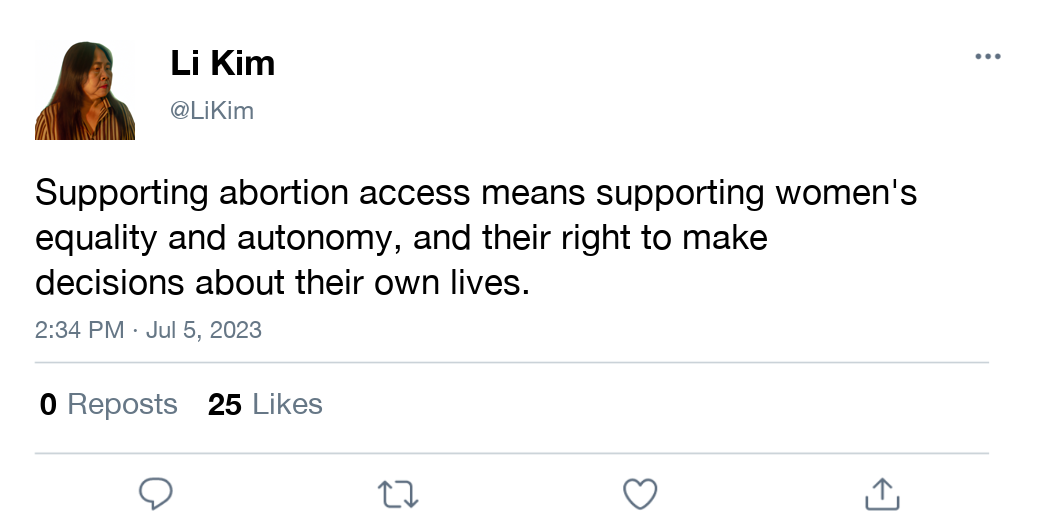 Li Kim
@LiKim
Supporting abortion access means supporting women's
equality and autonomy, and their right to make
decisions about their own lives.
2:34 PM · Jul 5, 2023
0 Reposts 25 Likes